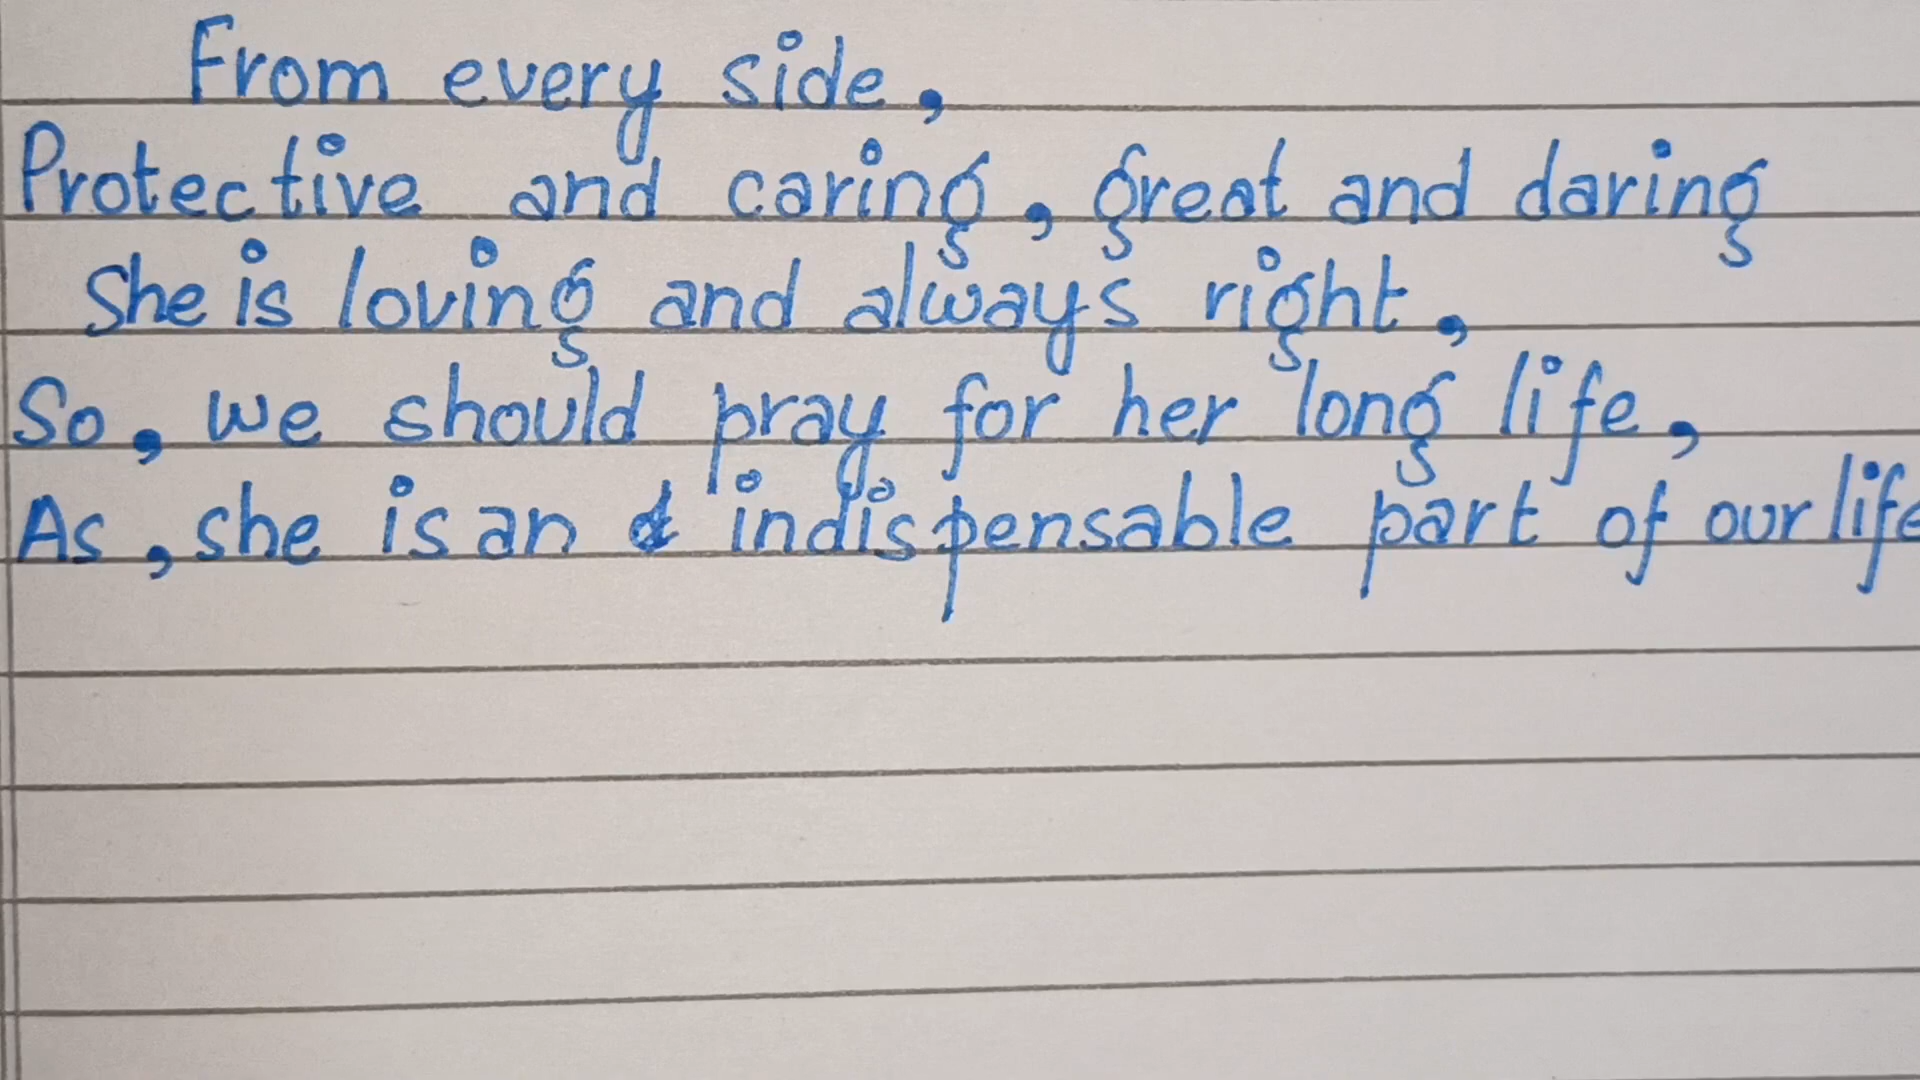 From every side,
Protective and caring, great and daring
She is loving and always right,
So, we should pray for her long life,
As, she is an indispensable part of our life